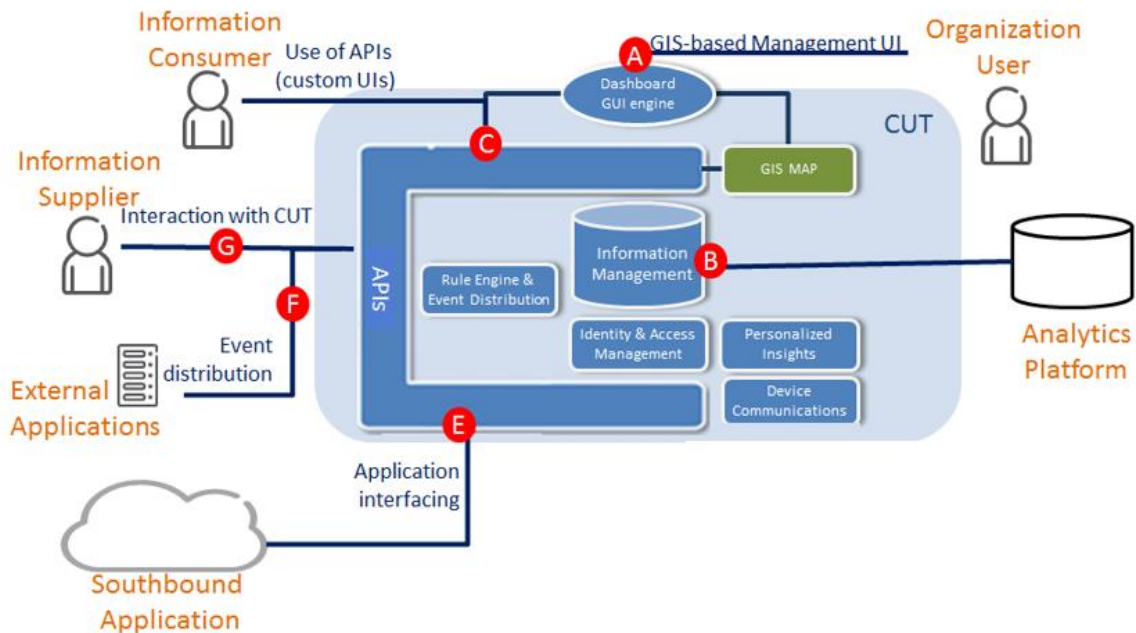 Information
Consumer
Use of APIs
(custom UIs)
A
GIS-based Management UI
Organization
User
Dashboard
GUI engine
CUT
C
GIS MAP
Information
Supplier
Interaction with CUT
G
APIs
Information
Management
B
Rule Engine &
Event Distribution
F
Identity & Access
Management
Personalized
Insights
Analytics
Platform
Event
distribution
External
Applications
Device
Communications
E
Application
interfacing
Southbound
Application